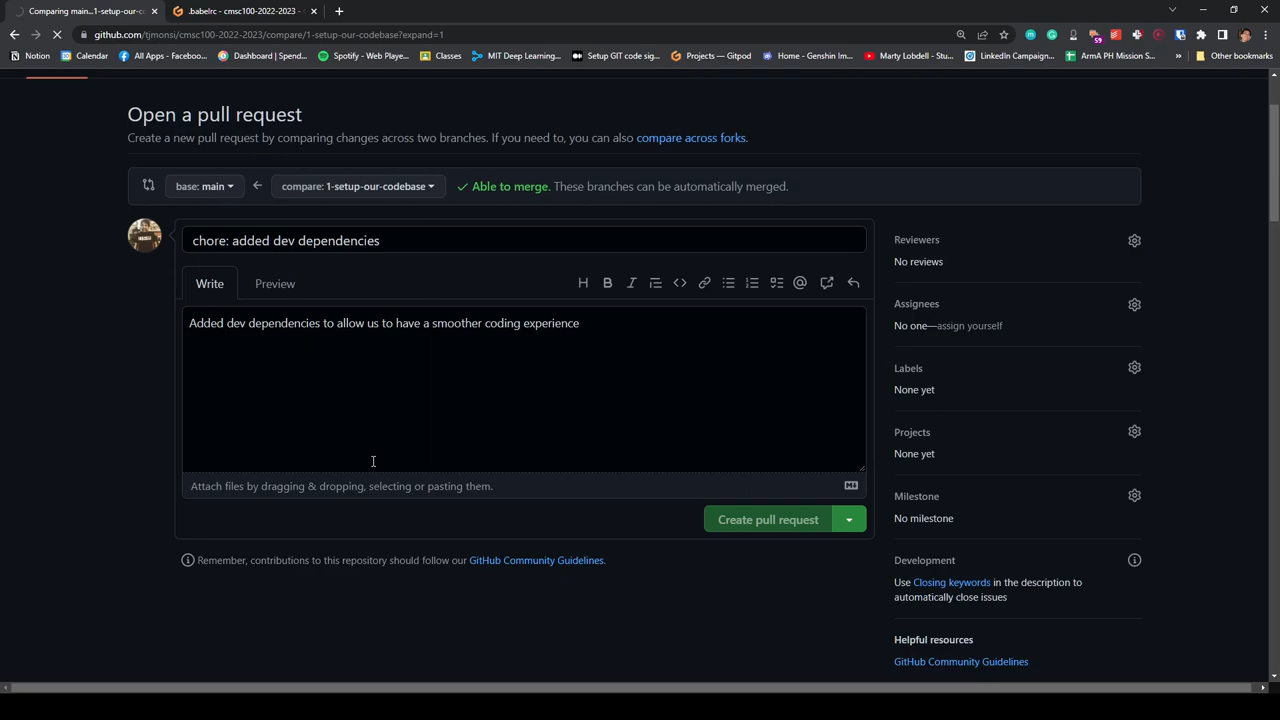 Comparing main...1-setup-our-co
.babelrc - cmsc100-2022-2023 -
github.com/tjmonsi/cmsc100-2022-2023/compare/1-setup-our-codebase?expand=1
Notion
Calendar
All apps - Faceboo...
Dashboard | Spend...
Spotify - Web Playe...
Classes
MIT Deep Learning...
Setup GIT code sig...
Projects — Gitpod
Home - Genshin Im...
Marty Lobdell - Stu...
LinkedIn Campaign...
ArmA PH Mission S...
»
Other bookmarks
59
Open a pull request
Create a new pull request by comparing changes across two branches. If you need to, you can also compare across forks.
base: main
compare: 1-setup-our-codebase
Able to merge. These branches can be automatically merged.
chore: added dev dependencies
Write
Preview
Added dev dependencies to allow us to have a smoother coding experience
Attach files by dragging & dropping, selecting or pasting them.
Create pull request
Remember, contributions to this repository should follow our GitHub Community Guidelines.
Reviewers
No reviews
Assignees
No one—assign yourself
Labels
None yet
Projects
None yet
Milestone
No milestone
Development
Use Closing keywords in the description to
automatically close issues
Helpful resources
GitHub Community Guidelines